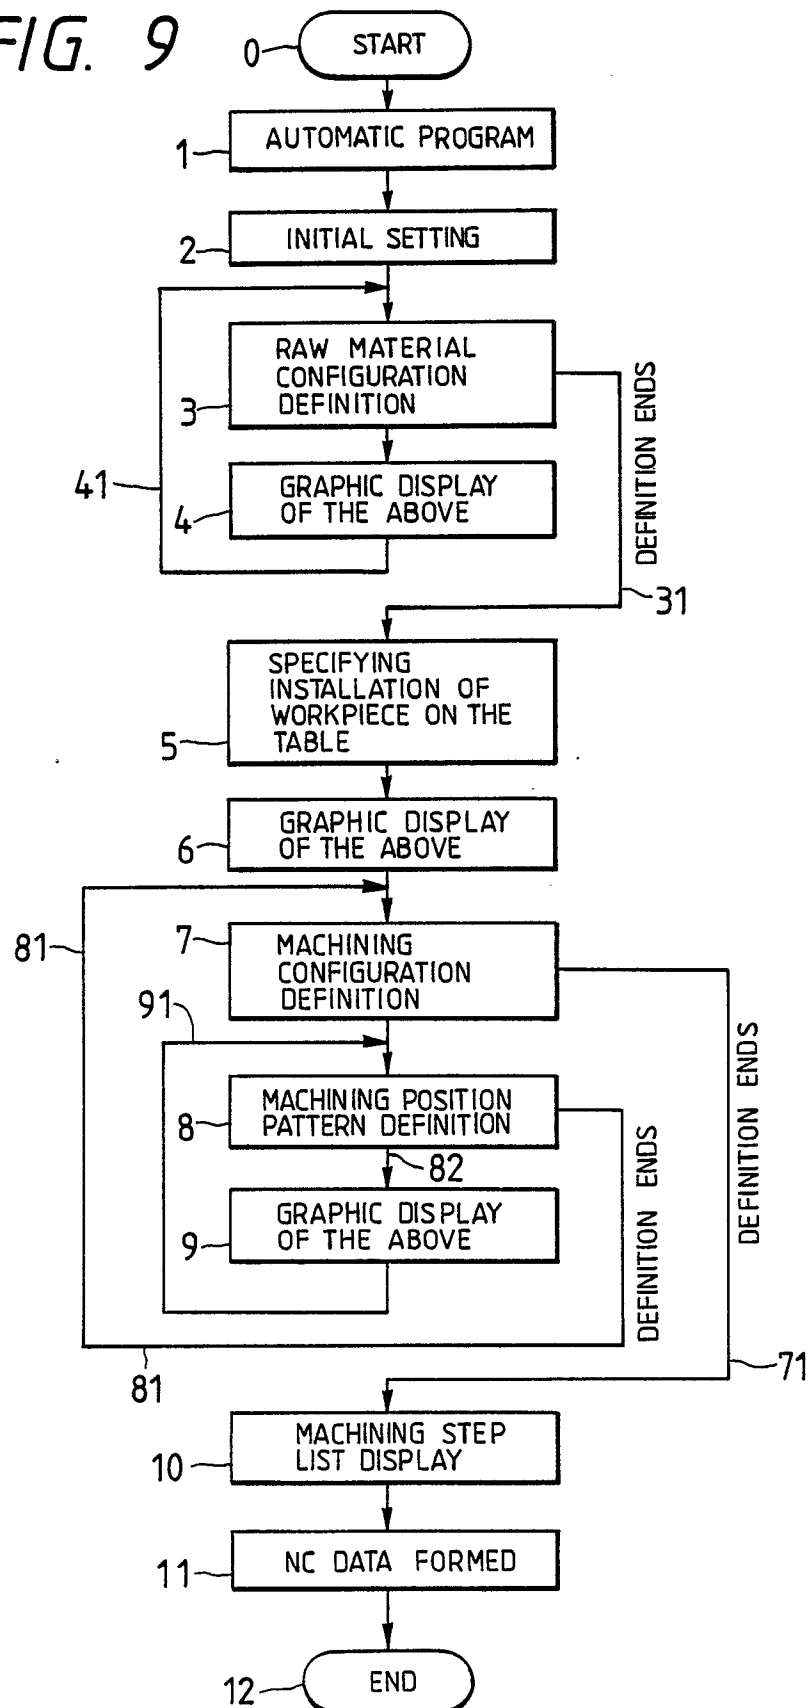 FIG. 9
0
START
1
AUTOMATIC PROGRAM
2
INITIAL SETTING
3
RAW MATERIAL
CONFIGURATION
DEFINITION
DEFINITION ENDS
41
4
GRAPHIC DISPLAY
OF THE ABOVE
31
5
SPECIFYING
INSTALLATION OF
WORKPIECE ON THE
TABLE
6
GRAPHIC DISPLAY
OF THE ABOVE
81
7
MACHINING
CONFIGURATION
DEFINITION
DEFINITION ENDS
91
8
MACHINING POSITION
PATTERN DEFINITION
DEFINITION ENDS
82
9
GRAPHIC DISPLAY
OF THE ABOVE
81
71
10
MACHINING STEP
LIST DISPLAY
11
NC DATA FORMED
12
END